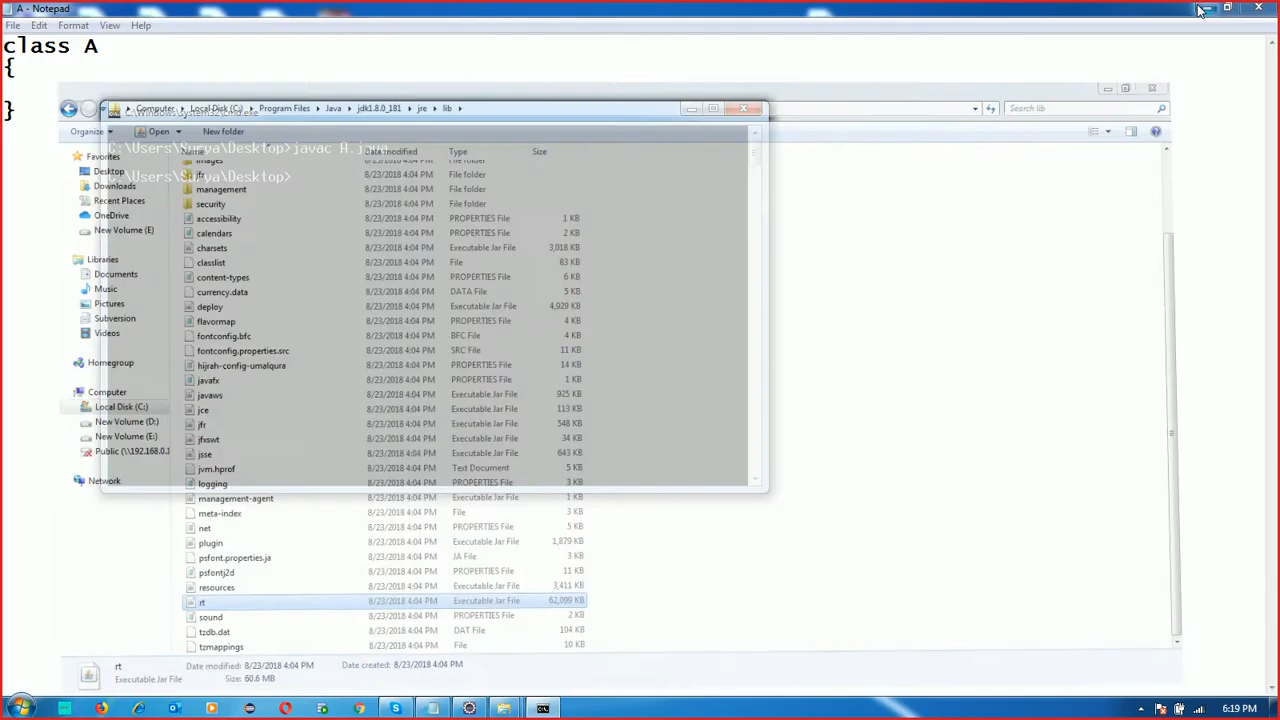 A - Notepad
File Edit Format View Help
class A
{
}
Computer Local Disk (C:) Program Files Java jdk1.8.0_181 jre lib
Search lib
C:\Windows\System32\cmd.exe
Organize Open New folder
C:\Users\Surya\Desktop>javac A.java
C:\Users\Surya\Desktop>
Name Date modified Type Size
Favorites
Desktop
Downloads
Recent Places
OneDrive
New Volume (E)
Libraries
Documents
Music
Pictures
Subversion
Videos
Homegroup
Computer
Local Disk (C:)
New Volume (D:)
New Volume (E:)
Public (\\192.168.0.1
Network
images 8/23/2018 4:04 PM File folder
jfr 8/23/2018 4:04 PM File folder
management 8/23/2018 4:04 PM File folder
security 8/23/2018 4:04 PM File folder
accessibility 8/23/2018 4:04 PM PROPERTIES File 1 KB
calendars 8/23/2018 4:04 PM PROPERTIES File 2 KB
charsets 8/23/2018 4:04 PM Executable Jar File 3,018 KB
classlist 8/23/2018 4:04 PM File 83 KB
content-types 8/23/2018 4:04 PM PROPERTIES File 6 KB
currency.data 8/23/2018 4:04 PM DATA File 5 KB
deploy 8/23/2018 4:04 PM Executable Jar File 4,929 KB
flavormap 8/23/2018 4:04 PM PROPERTIES File 4 KB
fontconfig.bfc 8/23/2018 4:04 PM BFC File 4 KB
fontconfig.properties.src 8/23/2018 4:04 PM SRC File 11 KB
hijrah-config-umalqura 8/23/2018 4:04 PM PROPERTIES File 14 KB
javafx 8/23/2018 4:04 PM PROPERTIES File 1 KB
javaws 8/23/2018 4:04 PM Executable Jar File 925 KB
jce 8/23/2018 4:04 PM Executable Jar File 113 KB
jfr 8/23/2018 4:04 PM Executable Jar File 548 KB
jfxswt 8/23/2018 4:04 PM Executable Jar File 34 KB
jsse 8/23/2018 4:04 PM Executable Jar File 643 KB
jvm.hprof 8/23/2018 4:04 PM Text Document 5 KB
logging 8/23/2018 4:04 PM PROPERTIES File 3 KB
management-agent 8/23/2018 4:04 PM Executable Jar File 1 KB
meta-index 8/23/2018 4:04 PM File 3 KB
net 8/23/2018 4:04 PM PROPERTIES File 5 KB
plugin 8/23/2018 4:04 PM Executable Jar File 1,879 KB
psfont.properties.ja 8/23/2018 4:04 PM JA File 3 KB
psfontj2d 8/23/2018 4:04 PM PROPERTIES File 11 KB
resources 8/23/2018 4:04 PM Executable Jar File 3,411 KB
rt 8/23/2018 4:04 PM Executable Jar File 62,099 KB
sound 8/23/2018 4:04 PM PROPERTIES File 2 KB
tzdb.dat 8/23/2018 4:04 PM DAT File 104 KB
tzmappings 8/23/2018 4:04 PM File 10 KB
rt Date modified: 8/23/2018 4:04 PM Date created: 8/23/2018 4:04 PM
Executable Jar File Size: 60.6 MB
6:19 PM